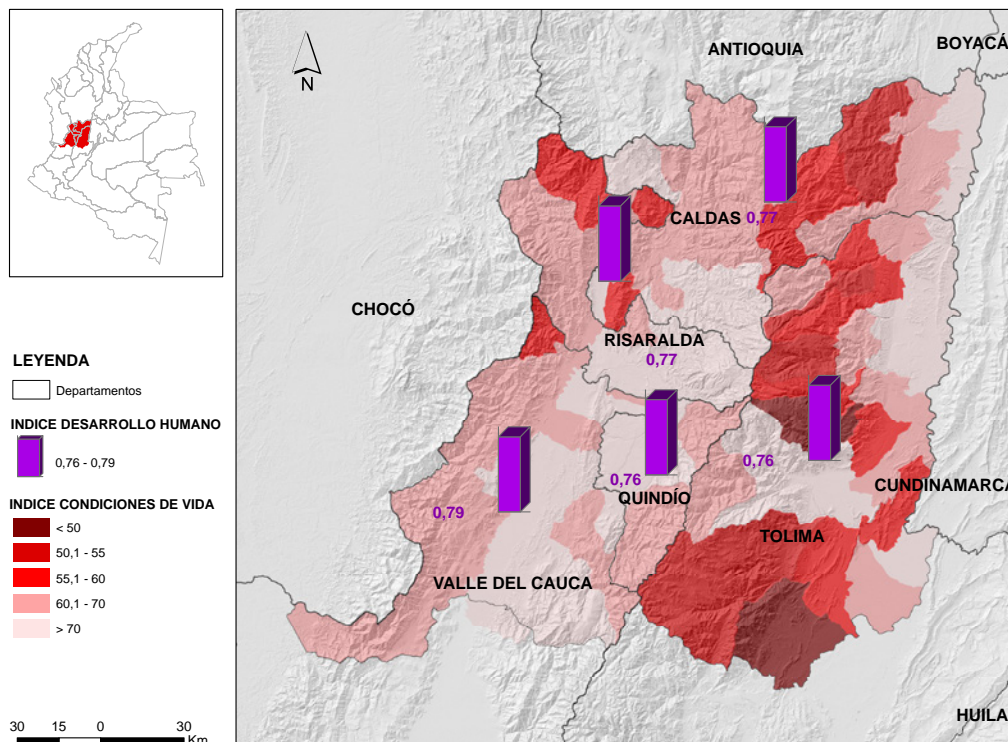 N
ANTIOQUIA
BOYACÁ
CALDAS
0,77
CHOCÓ
RISARALDA
0,77
0,76
0,76
QUINDÍO
CUNDINAMARCA
0,79
TOLIMA
VALLE DEL CAUCA
HUILA
LEYENDA
Departamentos
INDICE DESARROLLO HUMANO
0,76 - 0,79
INDICE CONDICIONES DE VIDA
< 50
50,1 - 55
55,1 - 60
60,1 - 70
> 70
30 15 0 30
Km